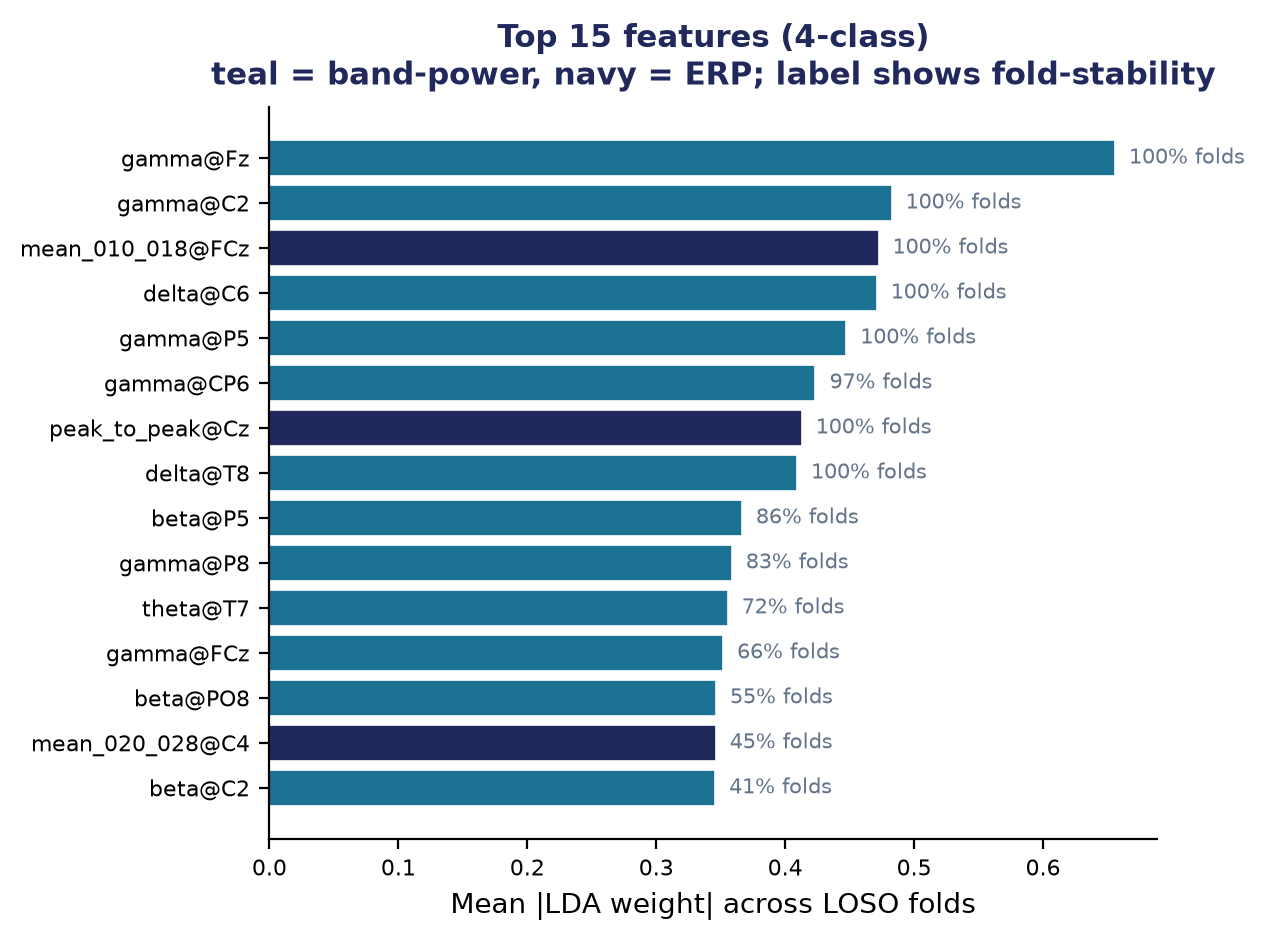 Top 15 features (4-class)
teal = band-power, navy = ERP; label shows fold-stability
gamma@Fz 100% folds
gamma@C2 100% folds
mean_010_018@FCz 100% folds
delta@C6 100% folds
gamma@P5 100% folds
gamma@CP6 97% folds
peak_to_peak@Cz 100% folds
delta@T8 100% folds
beta@P5 86% folds
gamma@P8 83% folds
theta@T7 72% folds
gamma@FCz 66% folds
beta@PO8 55% folds
mean_020_028@C4 45% folds
beta@C2 41% folds
0.0 0.1 0.2 0.3 0.4 0.5 0.6
Mean |LDA weight| across LOSO folds